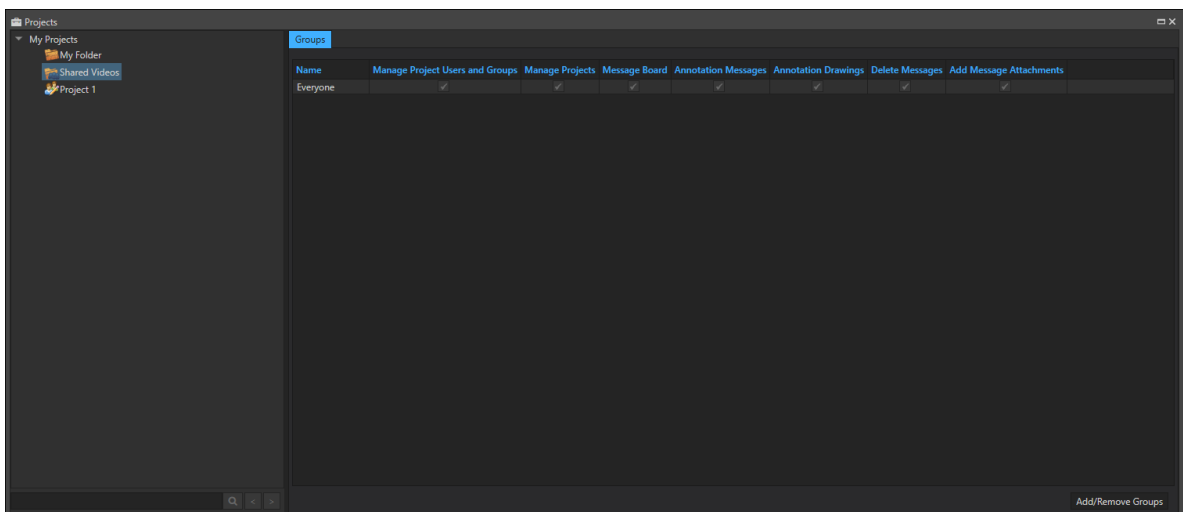 Projects
My Projects
My Folder
Shared Videos
Project 1
Groups
Name Manage Project Users and Groups Manage Projects Message Board Annotation Messages Annotation Drawings Delete Messages Add Message Attachments
Everyone
< >
Add/Remove Groups